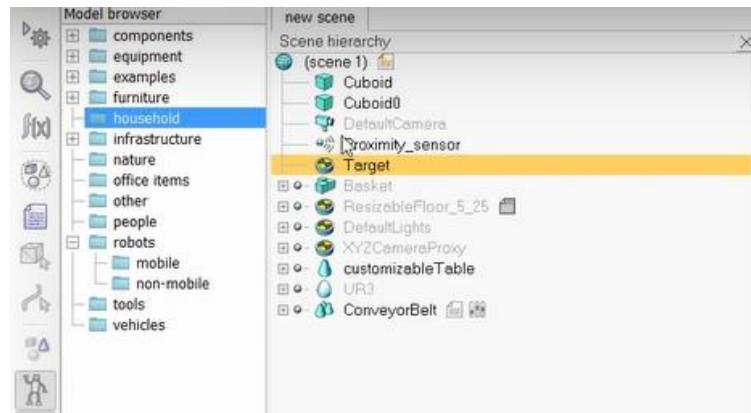 Model browser
components
equipment
examples
furniture
household
infrastructure
nature
office items
other
people
robots
mobile
non-mobile
tools
vehicles
f(x)
new scene
Scene hierarchy
(scene 1)
Cuboid
Cuboid0
DefaultCamera
Proximity_sensor
Target
Basket
ResizableFloor_5_25
DefaultLights
XYZCameraProxy
customizableTable
UR3
ConveyorBelt